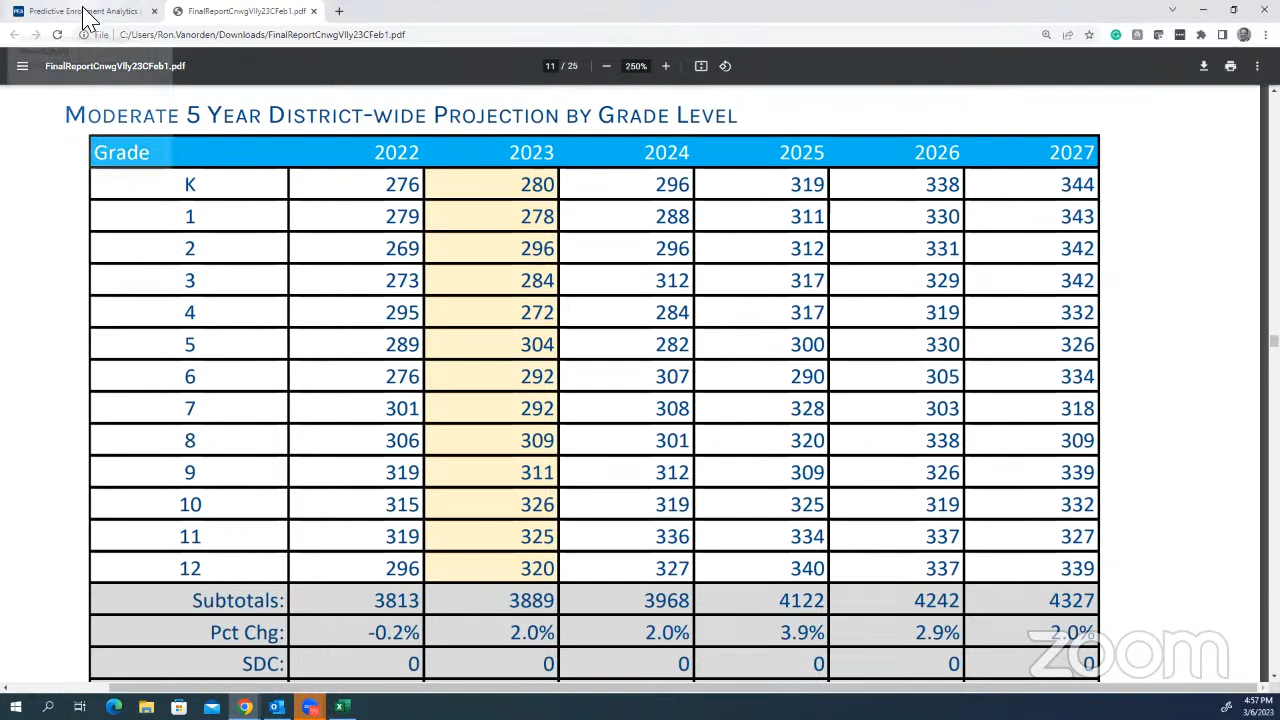 Predictive Enrollment Analytics
FinalReportCnwgVlly23CFeb1.pdf
File C:/Users/Ron.Vanorden/Downloads/FinalReportCnwgVlly23CFeb1.pdf
FinalReportCnwgVlly23CFeb1.pdf 11 / 25 250%
Moderate 5 Year District-wide Projection by Grade Level
Grade 2022 2023 2024 2025 2026 2027
K 276 280 296 319 338 344
1 279 278 288 311 330 343
2 269 296 296 312 331 342
3 273 284 312 317 329 342
4 295 272 284 317 319 332
5 289 304 282 300 330 326
6 276 292 307 290 305 334
7 301 292 308 328 303 318
8 306 309 301 320 338 309
9 319 311 312 309 326 339
10 315 326 319 325 319 332
11 319 325 336 334 337 327
12 296 320 327 340 337 339
Subtotals: 3813 3889 3968 4122 4242 4327
Pct Chg: -0.2% 2.0% 2.0% 3.9% 2.9% 2.0%
SDC: 0 0 0 0 0 0
zoom
4:57 PM
3/6/2023